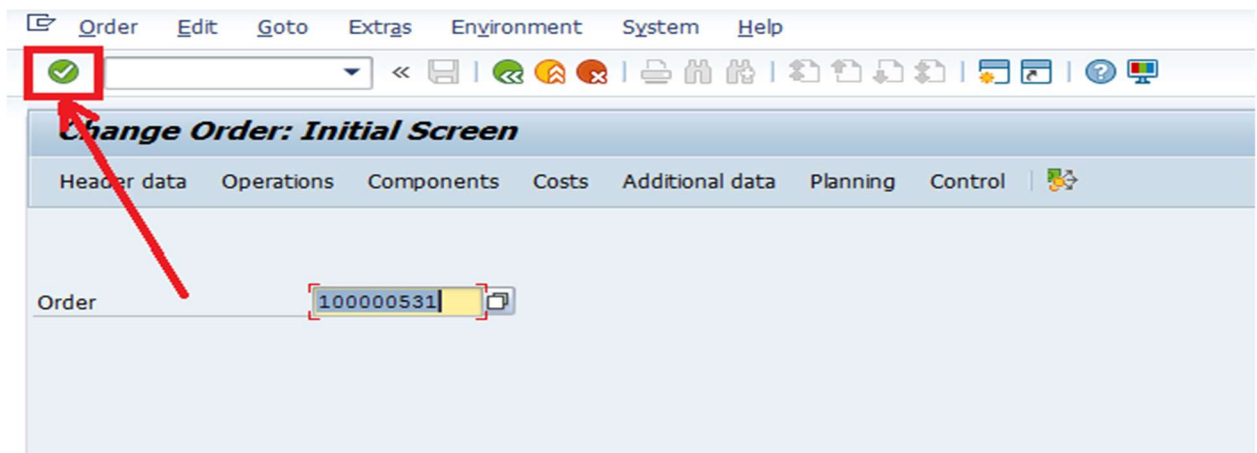 Order Edit Goto Extras Environment System Help
Change Order: Initial Screen
Header data Operations Components Costs Additional data Planning Control
Order 100000531